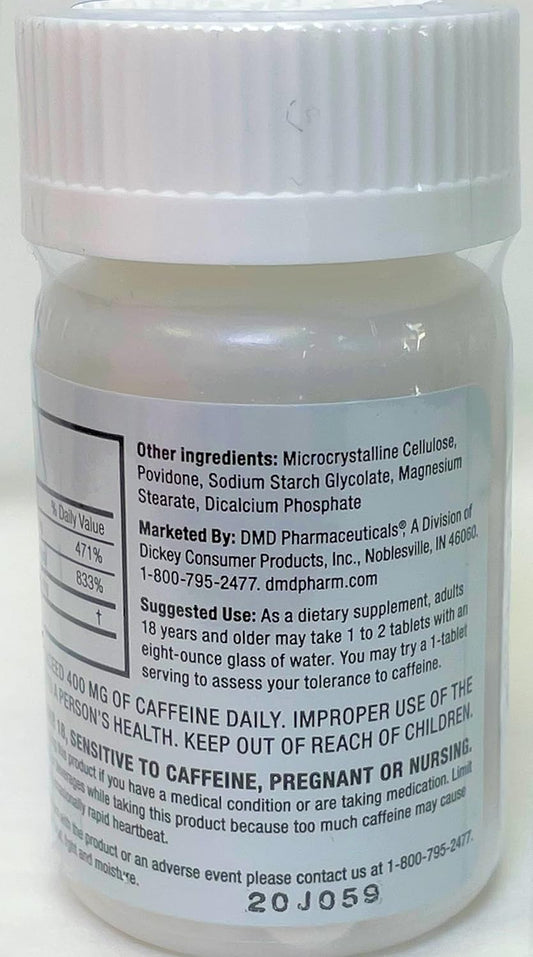 % Daily Value
471%
833%
†
Other ingredients: Microcrystalline Cellulose,
Povidone, Sodium Starch Glycolate, Magnesium
Stearate, Dicalcium Phosphate
Marketed By: DMD Pharmaceuticals®, A Division of
Dickey Consumer Products, Inc., Noblesville, IN 46060.
1-800-795-2477. dmdpharm.com
Suggested Use: As a dietary supplement, adults
18 years and older may take 1 to 2 tablets with an
eight-ounce glass of water. You may try a 1-tablet
serving to assess your tolerance to caffeine.
400 MG OF CAFFEINE DAILY. IMPROPER USE OF THE
A PERSON'S HEALTH. KEEP OUT OF REACH OF CHILDREN.
18, SENSITIVE TO CAFFEINE, PREGNANT OR NURSING.
product if you have a medical condition or are taking medication. Limit
while taking this product because too much caffeine may cause
rapid heartbeat.
the product or an adverse event please contact us at 1-800-795-2477.
light and moisture.
20J059